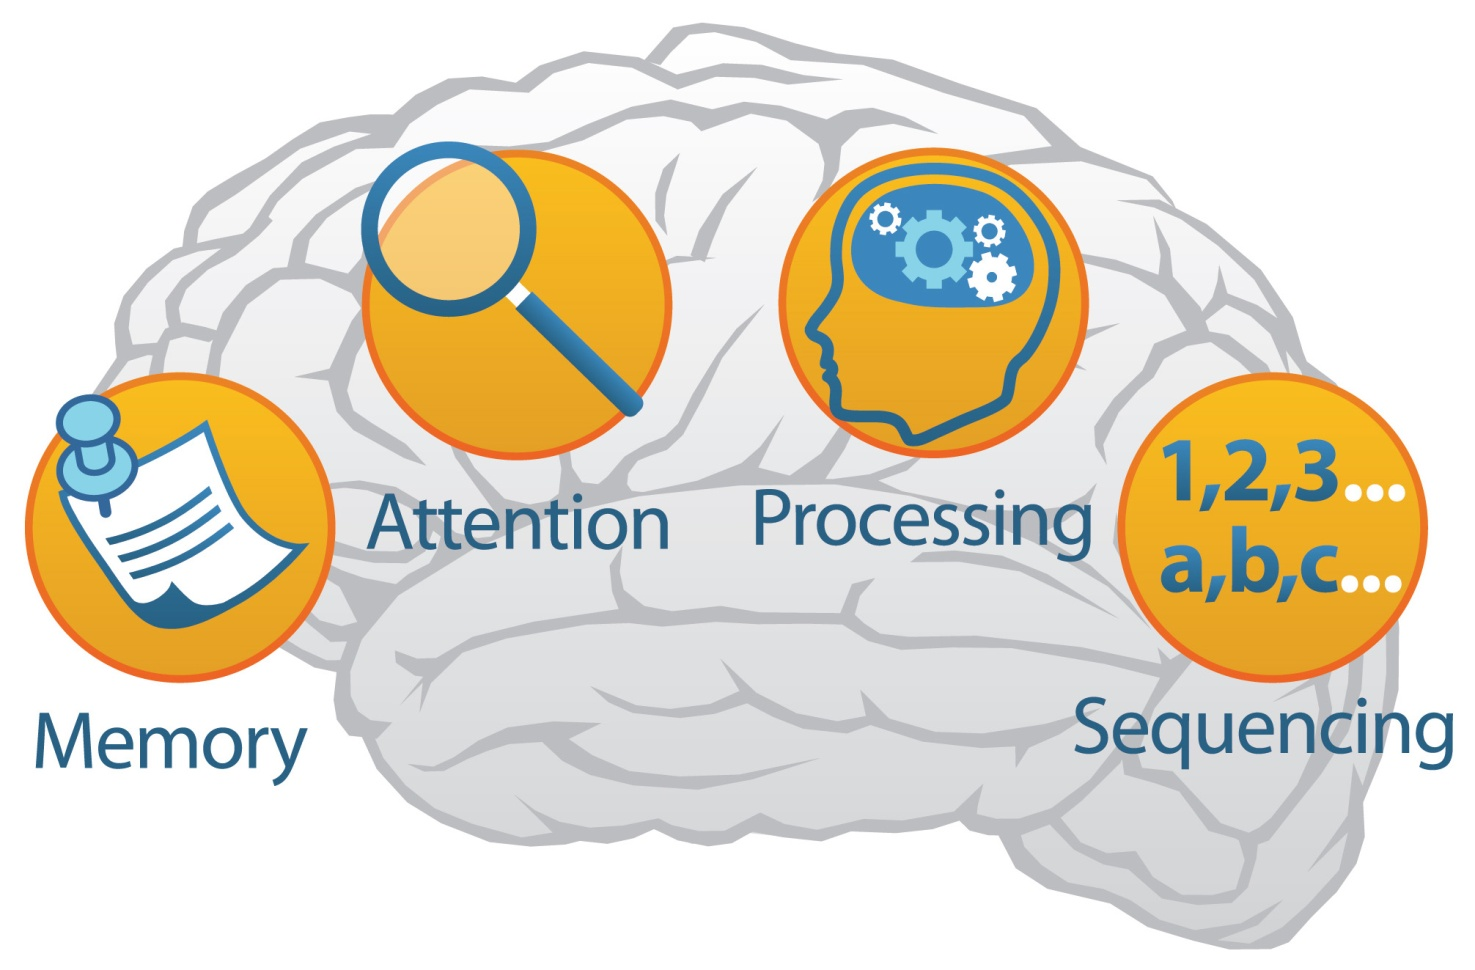 Memory
Attention
Processing
1,2,3...
a,b,c...
Sequencing